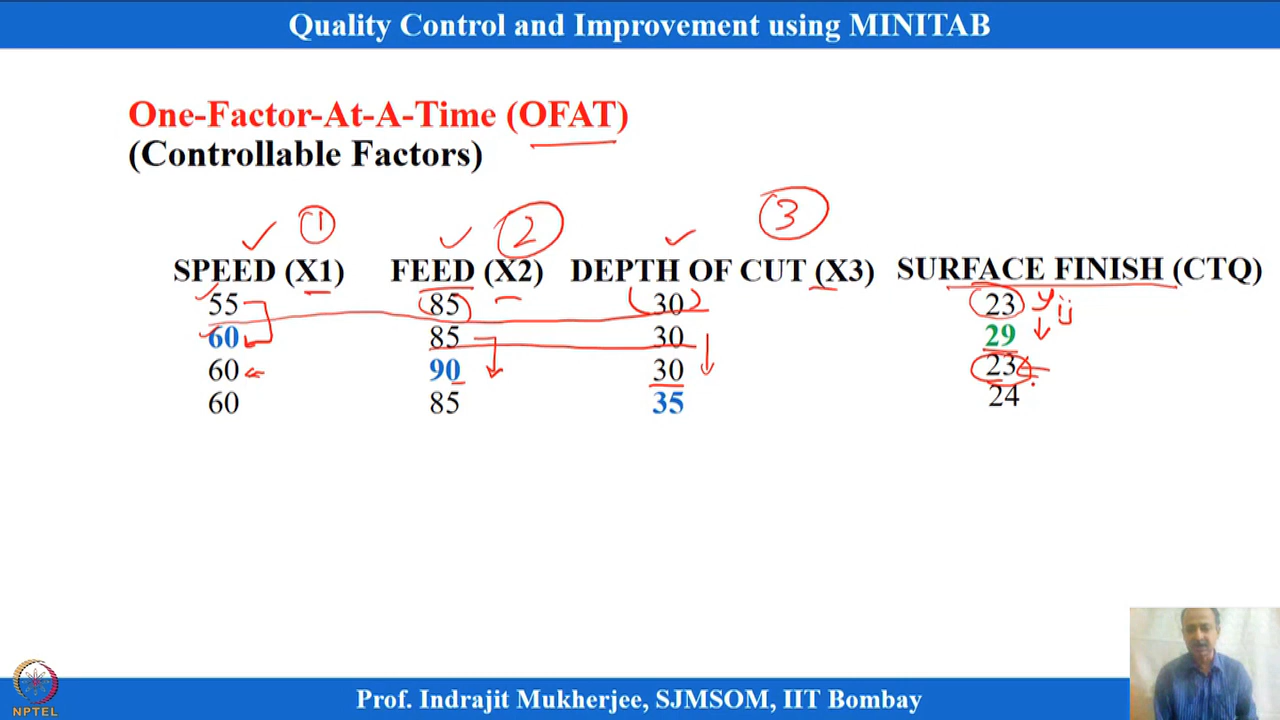 Quality Control and Improvement using MINITAB
One-Factor-At-A-Time (OFAT)
(Controllable Factors)
1 2 3
SPEED (X1) FEED (X2) DEPTH OF CUT (X3) SURFACE FINISH (CTQ)
55 85 30 23 yij
60 85 30 29
60 90 30 23
60 85 35 24
NPTEL
Prof. Indrajit Mukherjee, SJMSOM, IIT Bombay